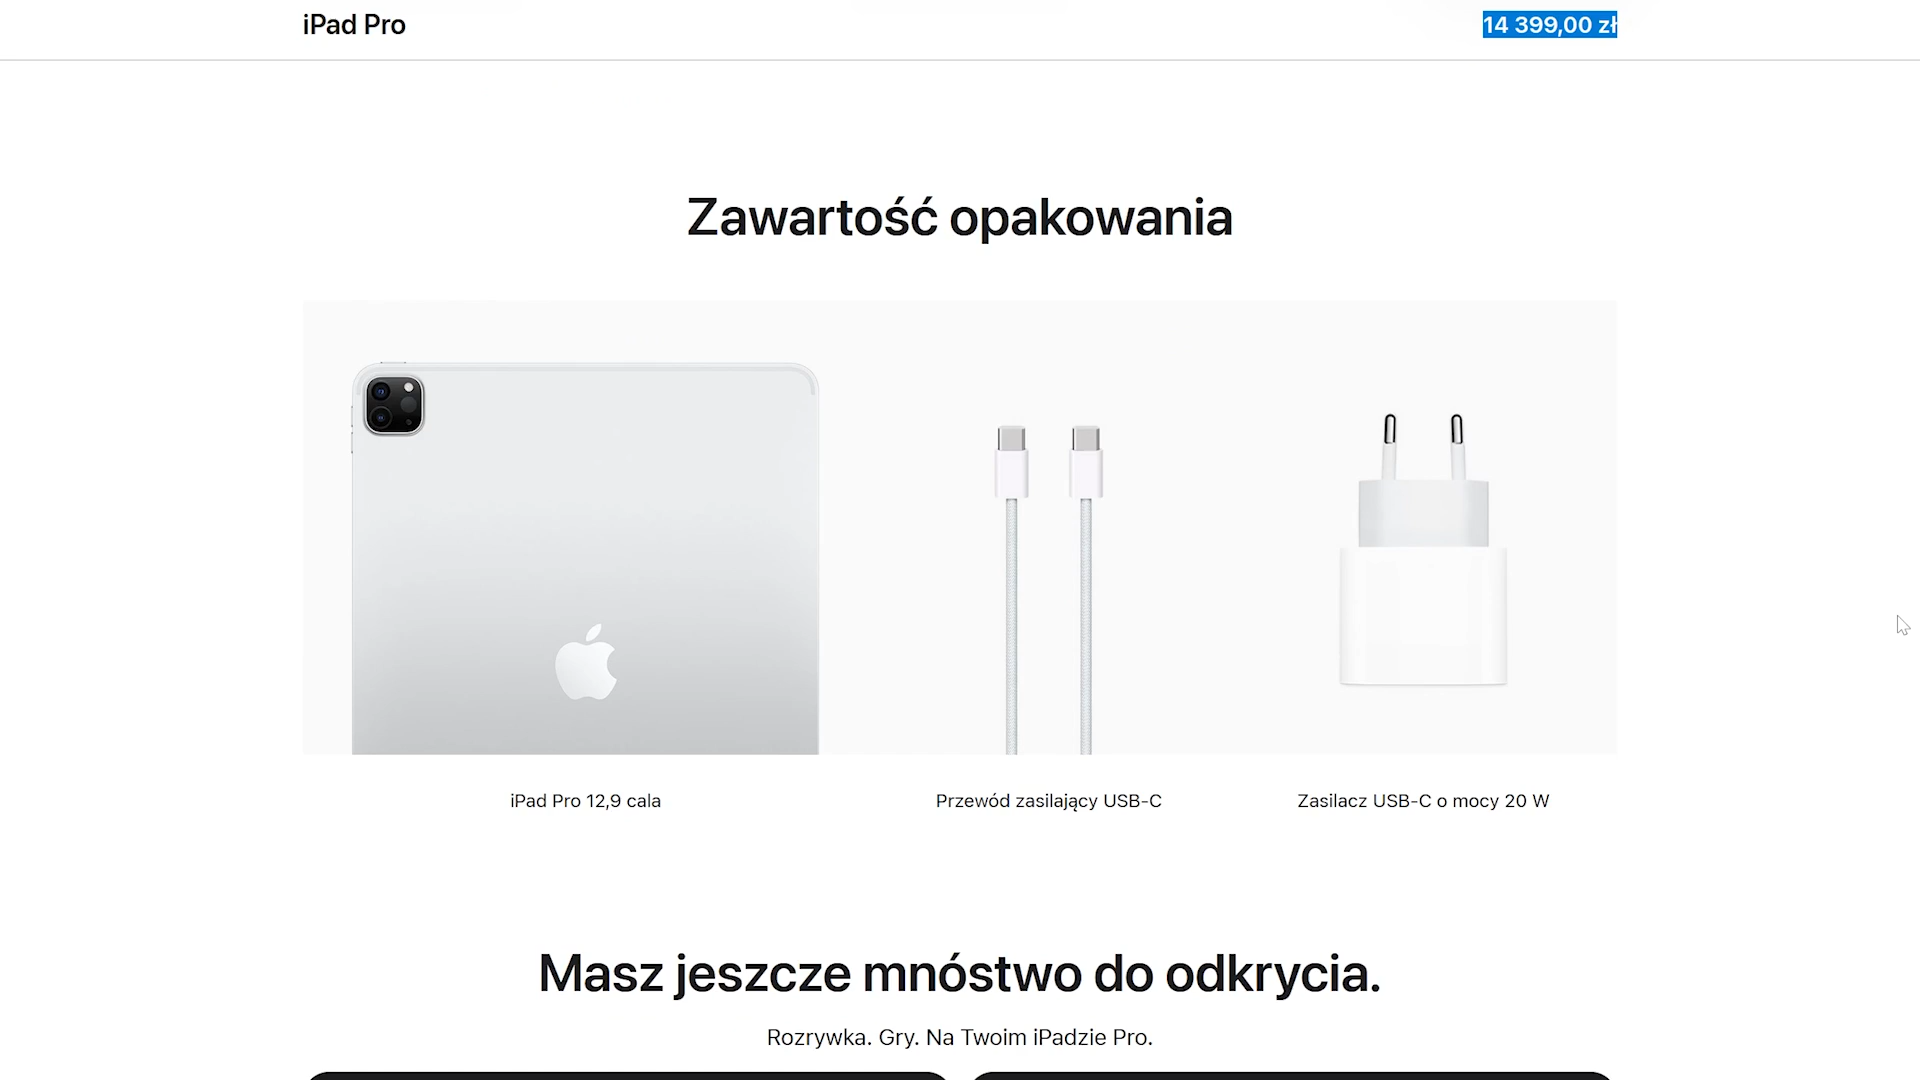 iPad Pro
14 399,00 zł
Zawartość opakowania
iPad Pro 12,9 cala
Przewód zasilający USB-C
Zasilacz USB-C o mocy 20 W
Masz jeszcze mnóstwo do odkrycia.
Rozrywka. Gry. Na Twoim iPadzie Pro.